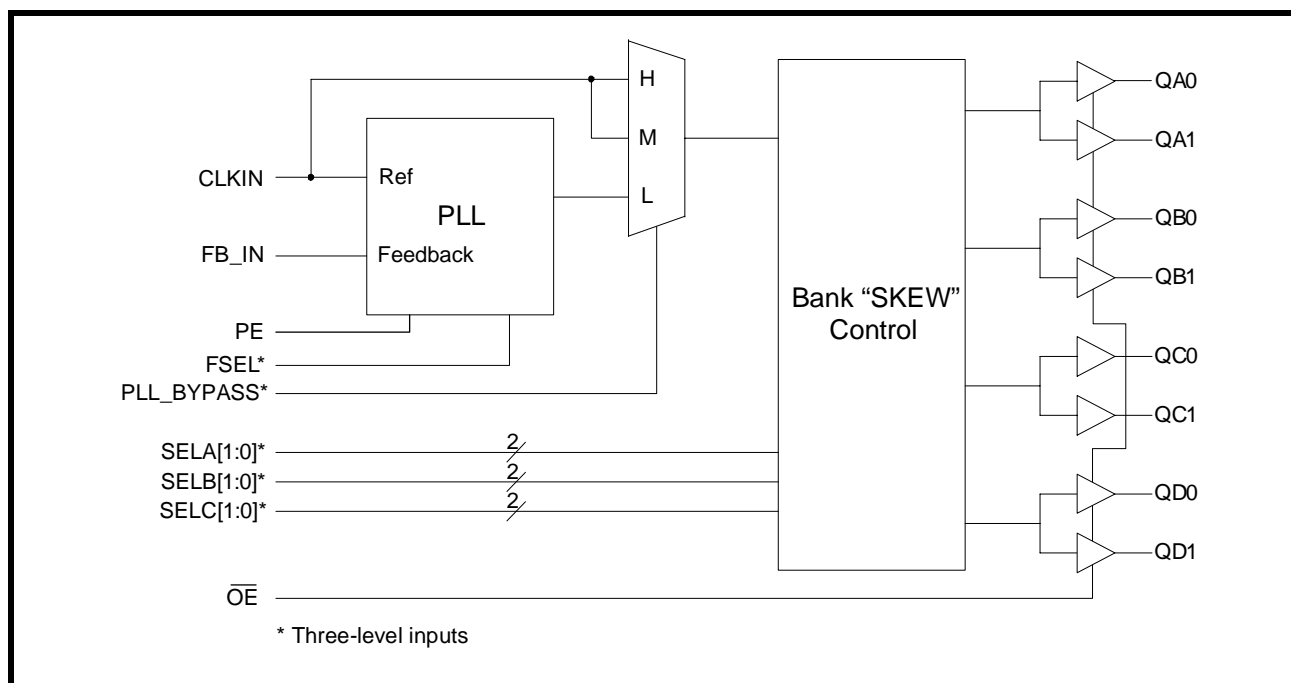 CLKIN
FB_IN
PE
FSEL*
PLL_BYPASS*
SELA[1:0]*
SELB[1:0]*
SELC[1:0]*
OE
* Three-level inputs
Ref
PLL
Feedback
H
M
L
2
2
2
Bank “SKEW”
Control
QA0
QA1
QB0
QB1
QC0
QC1
QD0
QD1